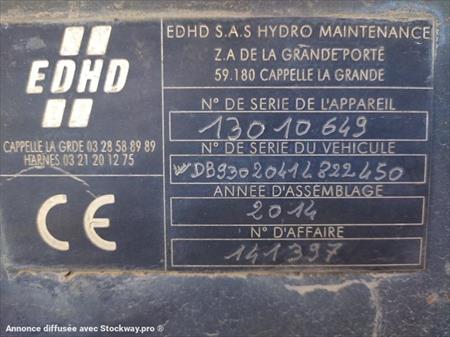 EDHD
CAPPELLE LA GRDE 03 28 58 89 89
HARNES 03 21 20 12 75
CE
EDHD S.A.S HYDRO MAINTENANCE
Z.A DE LA GRANDE PORTE
59.180 CAPPELLE LA GRANDE
N° DE SERIE DE L'APPAREIL
13010649
N° DE SERIE DU VEHICULE
WDB9302041L822450
ANNEE D'ASSEMBLAGE
2014
N° D'AFFAIRE
141397
Annonce diffusée avec Stockway.pro ®